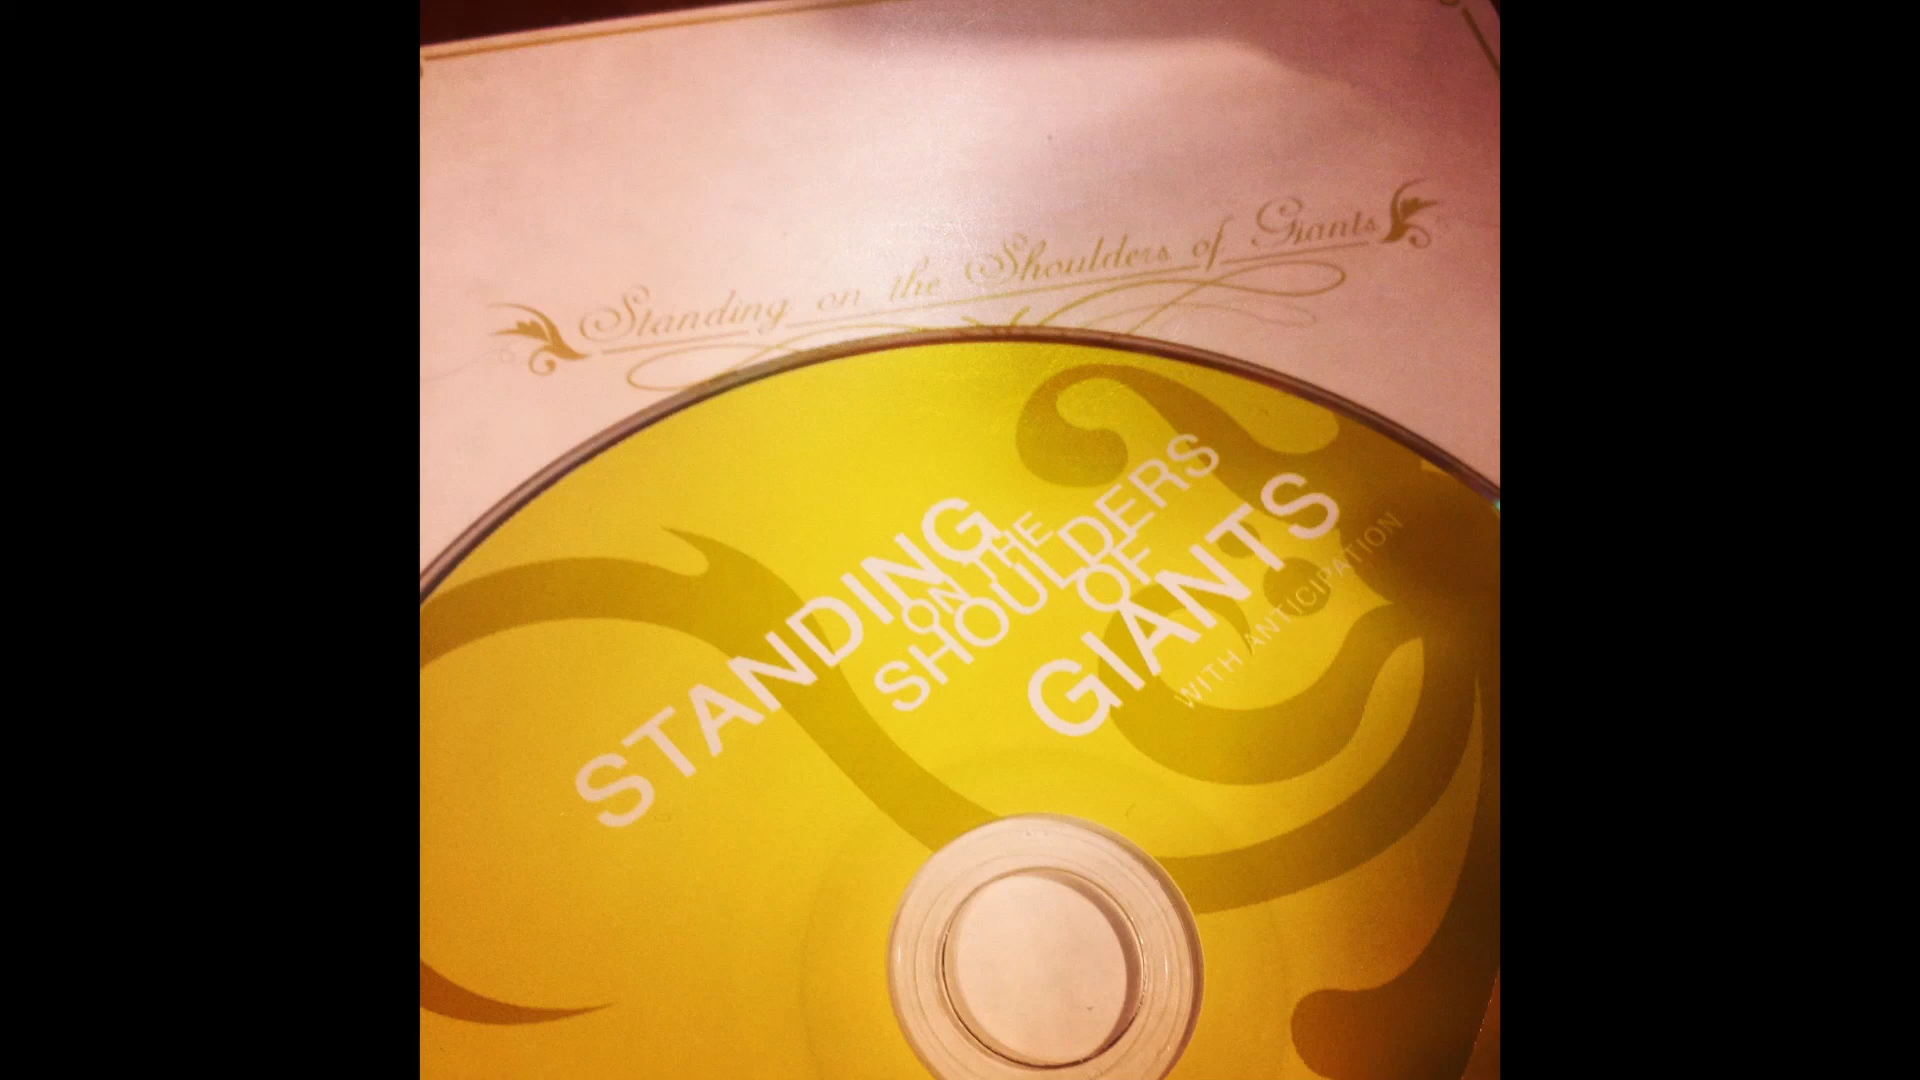 Standing on the Shoulders of Giants
STANDING
ON THE
SHOULDERS
OF
GIANTS
WITH ANTICIPATION